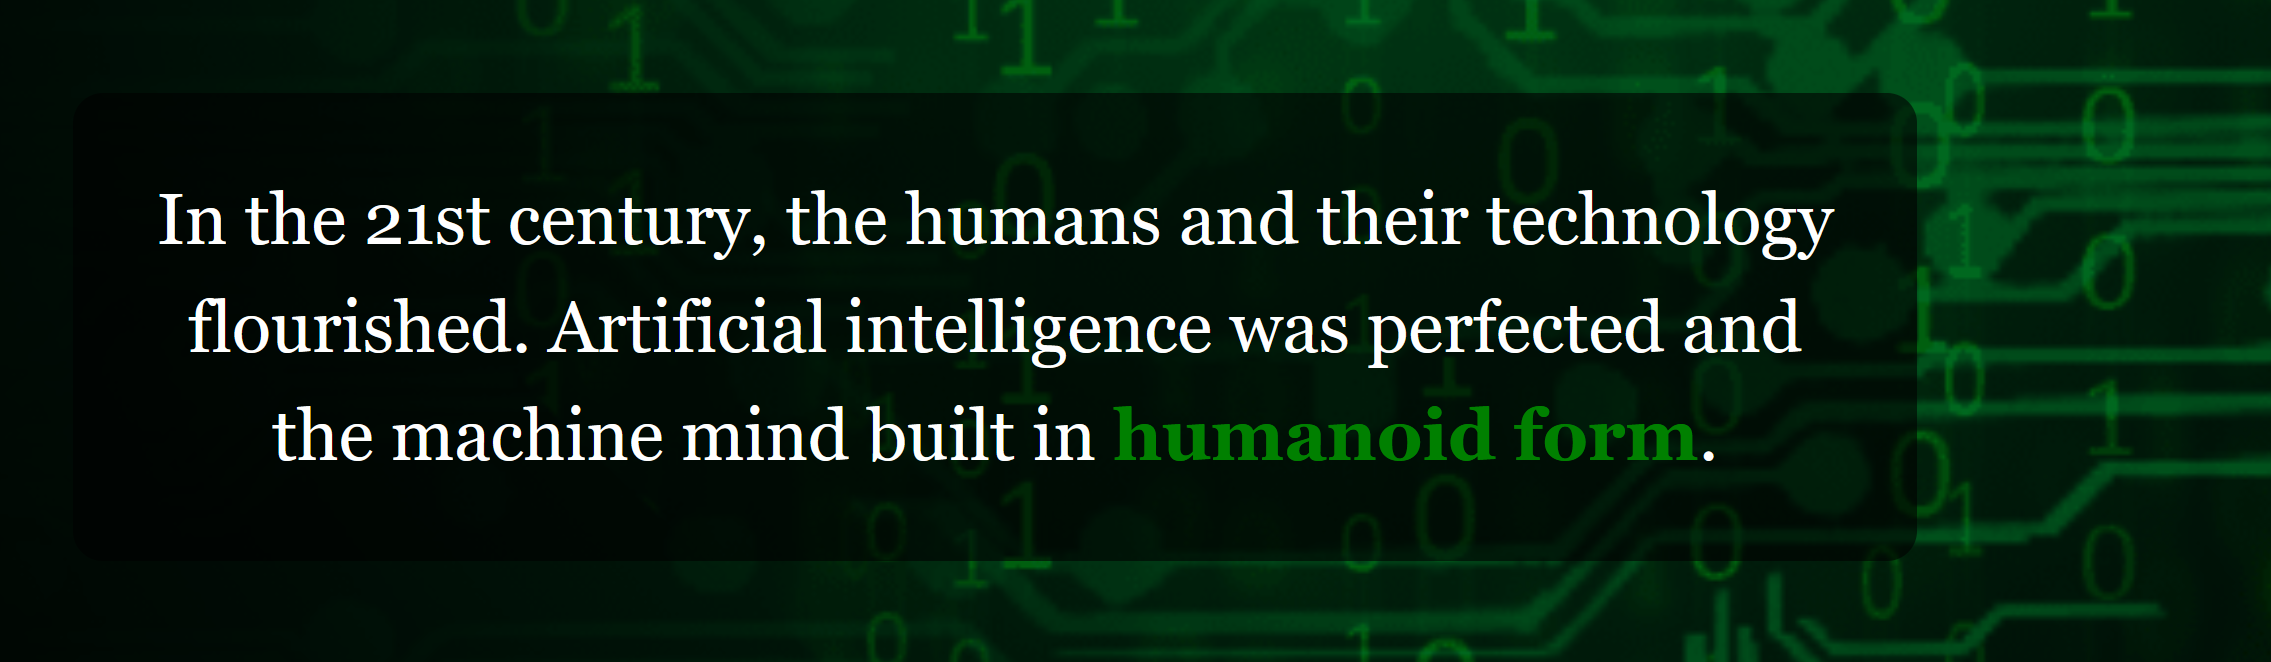 In the 21st century, the humans and their technology
flourished. Artificial intelligence was perfected and
the machine mind built in humanoid form.